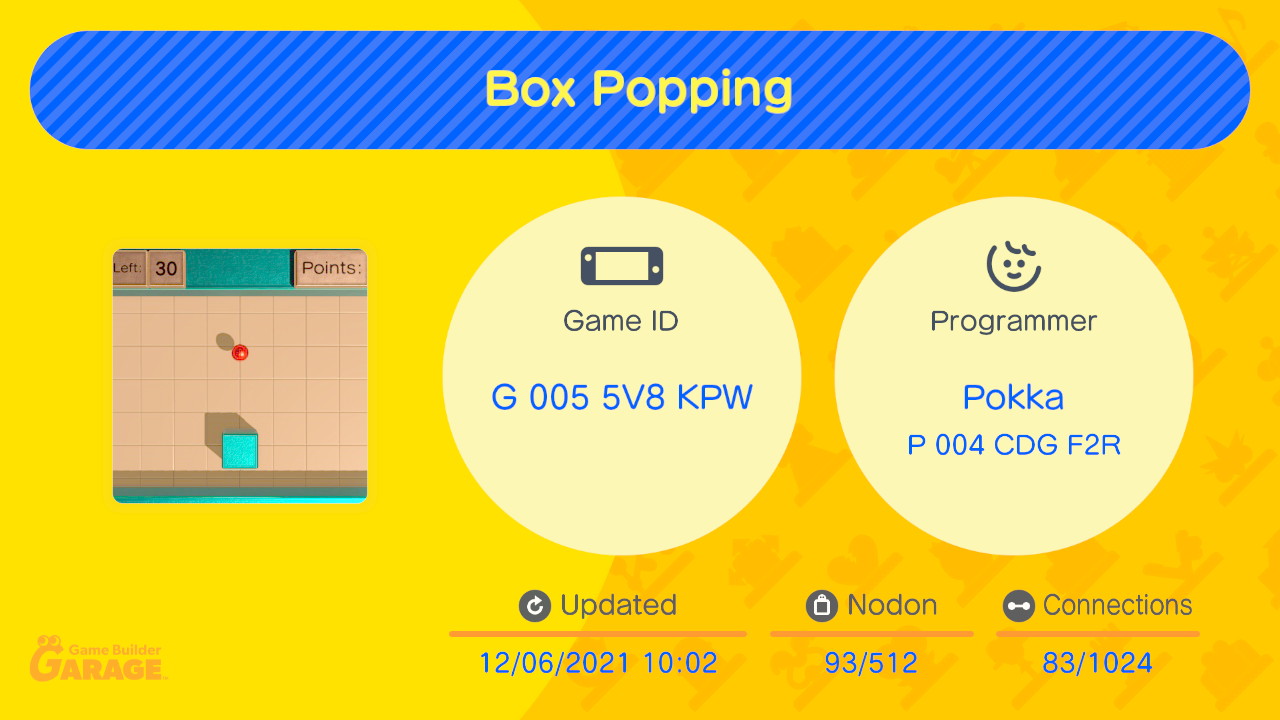 Box Popping
Left: 30
Points:
Game ID
G 005 5V8 KPW
Programmer
Pokka
P 004 CDG F2R
Updated
12/06/2021 10:02
Nodon
93/512
Connections
83/1024
Game Builder
GARAGE